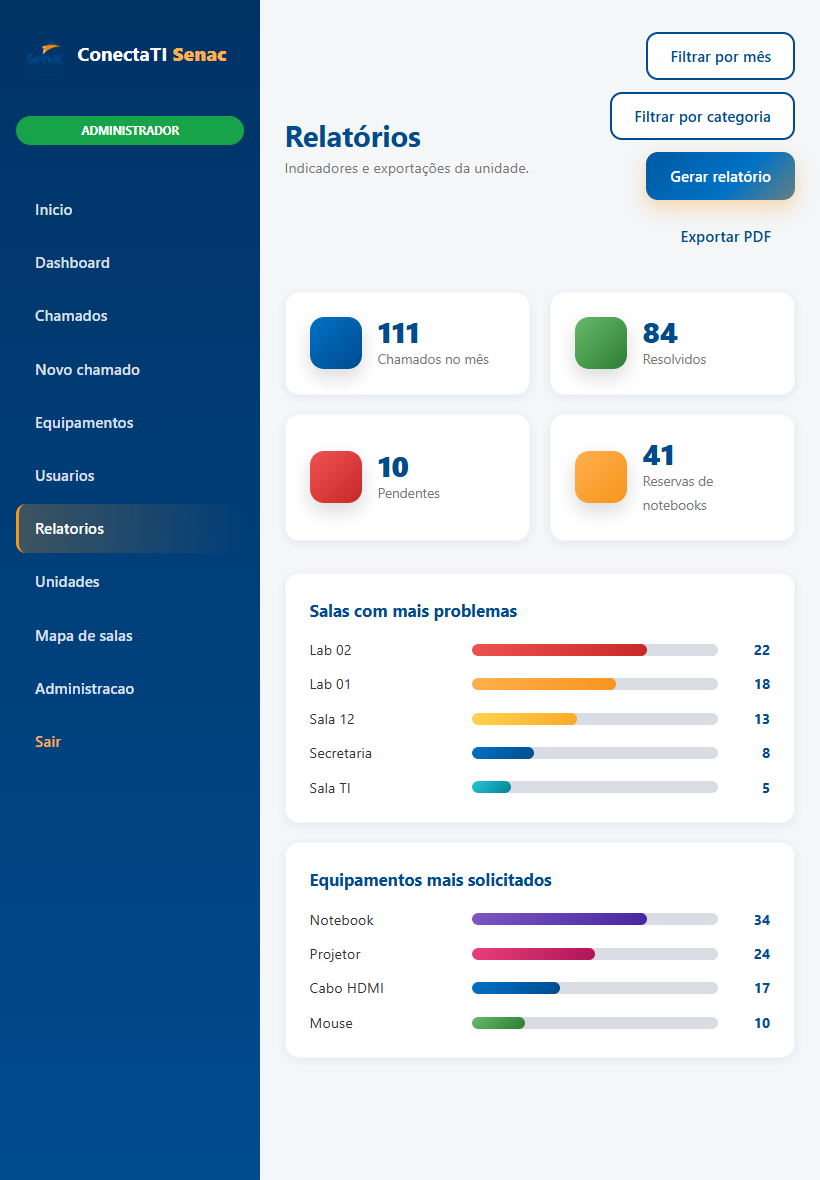 Senac
ConectaTI Senac
ADMINISTRADOR
Inicio
Dashboard
Chamados
Novo chamado
Equipamentos
Usuarios
Relatorios
Unidades
Mapa de salas
Administracao
Sair
Filtrar por mês
Filtrar por categoria
Gerar relatório
Exportar PDF
Relatórios
Indicadores e exportações da unidade.
111
Chamados no mês
84
Resolvidos
10
Pendentes
41
Reservas de
notebooks
Salas com mais problemas
Lab 02 22
Lab 01 18
Sala 12 13
Secretaria 8
Sala TI 5
Equipamentos mais solicitados
Notebook 34
Projetor 24
Cabo HDMI 17
Mouse 10